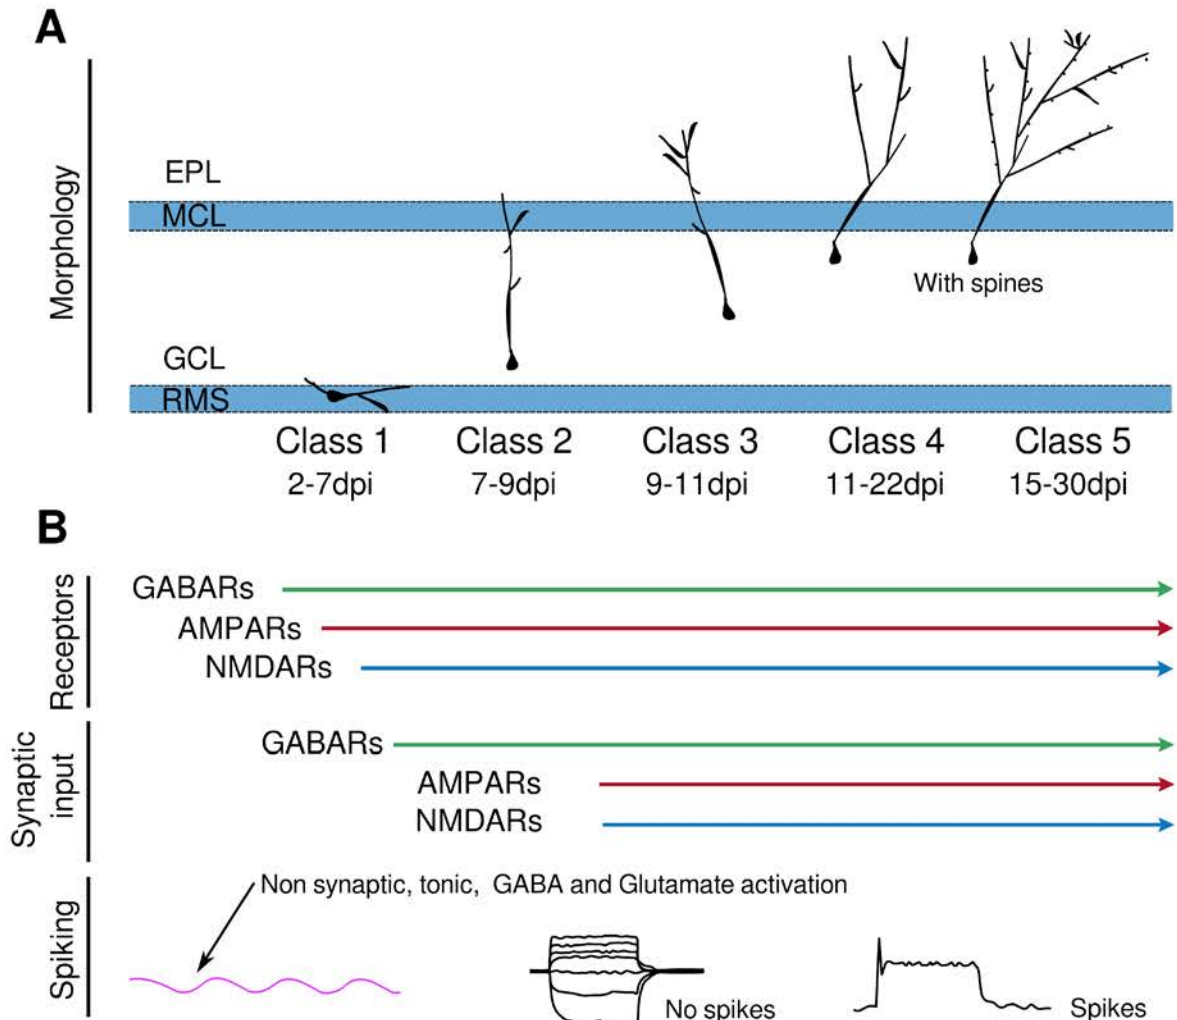 A
Morphology
EPL
MCL
With spines
GCL
RMS
Class 1 Class 2 Class 3 Class 4 Class 5
2-7dpi 7-9dpi 9-11dpi 11-22dpi 15-30dpi
B
Receptors
GABARs
AMPARs
NMDARs
Synaptic
input
GABARs
AMPARs
NMDARs
Spiking
Non synaptic, tonic, GABA and Glutamate activation
No spikes
Spikes